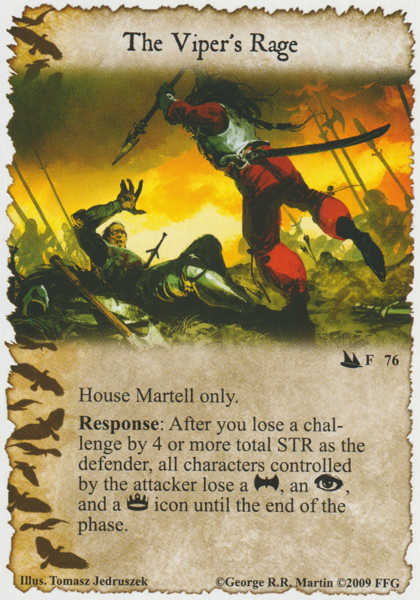 The Viper's Rage
F 76
House Martell only.
Response: After you lose a chal-
lenge by 4 or more total STR as the
defender, all characters controlled
by the attacker lose a , an ,
and a icon until the end of the
phase.
Illus. Tomasz Jedruszek ©George R.R. Martin ©2009 FFG